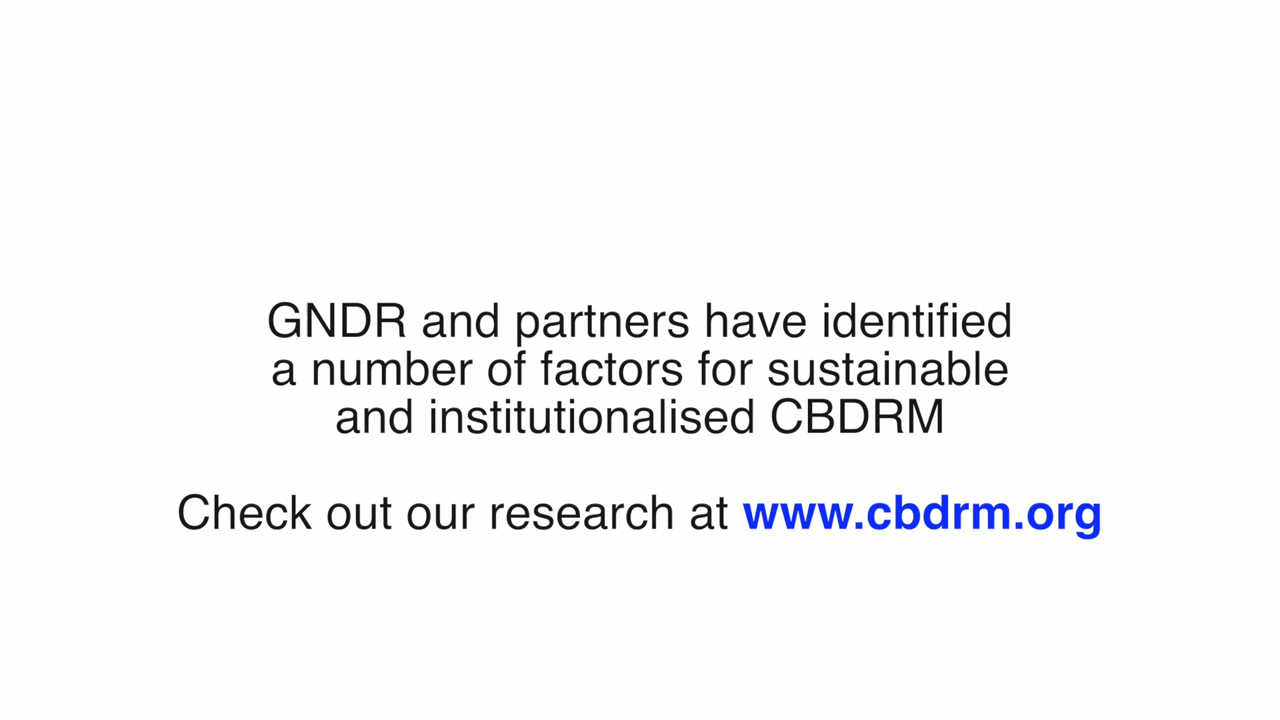 GNDR and partners have identified
a number of factors for sustainable
and institutionalised CBDRM
Check out our research at www.cbdrm.org